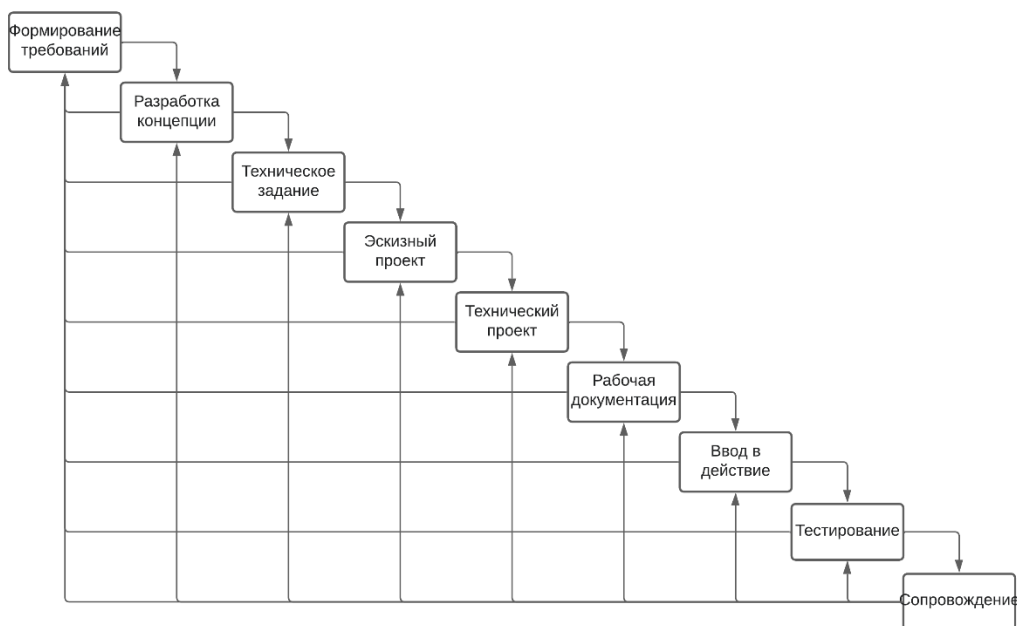 Формирование
требований
Разработка
концепции
Техническое
задание
Эскизный
проект
Технический
проект
Рабочая
документация
Ввод в
действие
Тестирование
Сопровождение